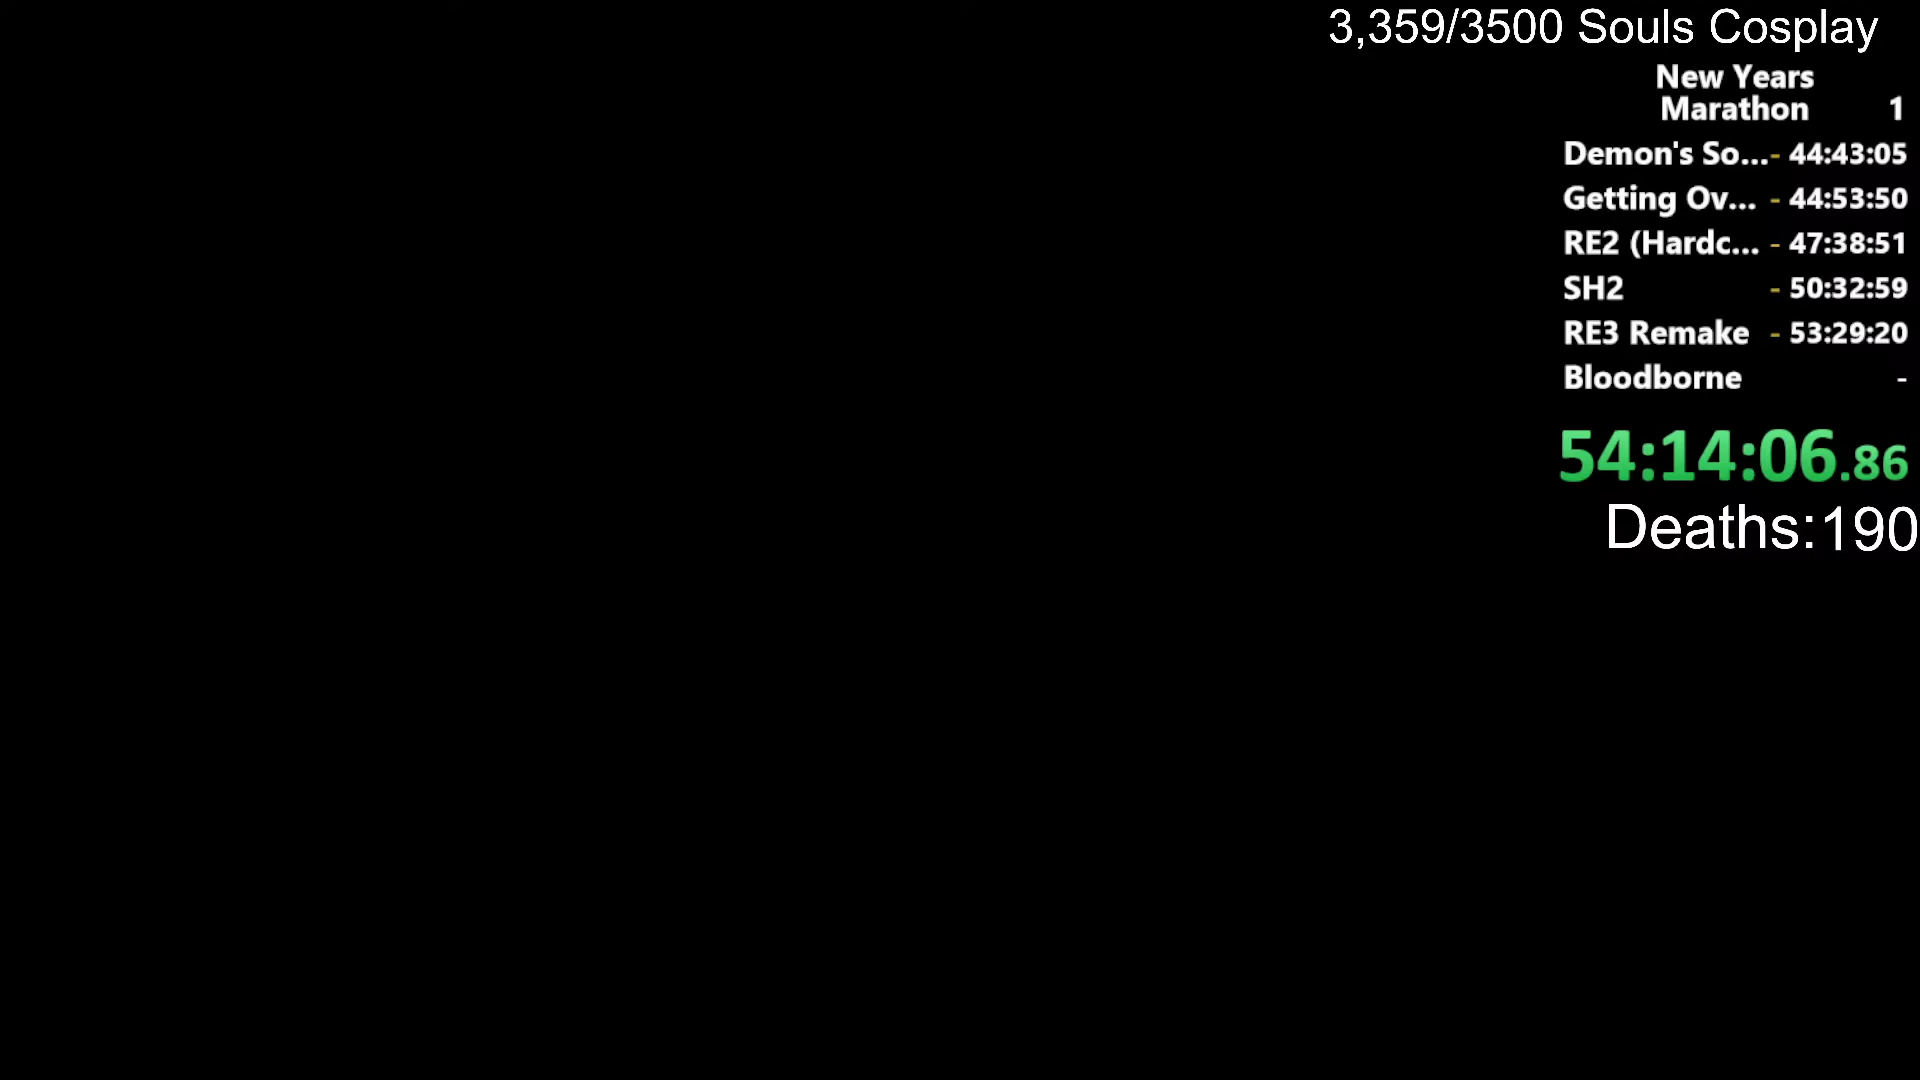 3,359/3500 Souls Cosplay
New Years
Marathon 1
Demon's So...- 44:43:05
Getting Ov... - 44:53:50
RE2 (Hardc... - 47:38:51
SH2 - 50:32:59
RE3 Remake - 53:29:20
Bloodborne -
54:14:06.86
Deaths:190